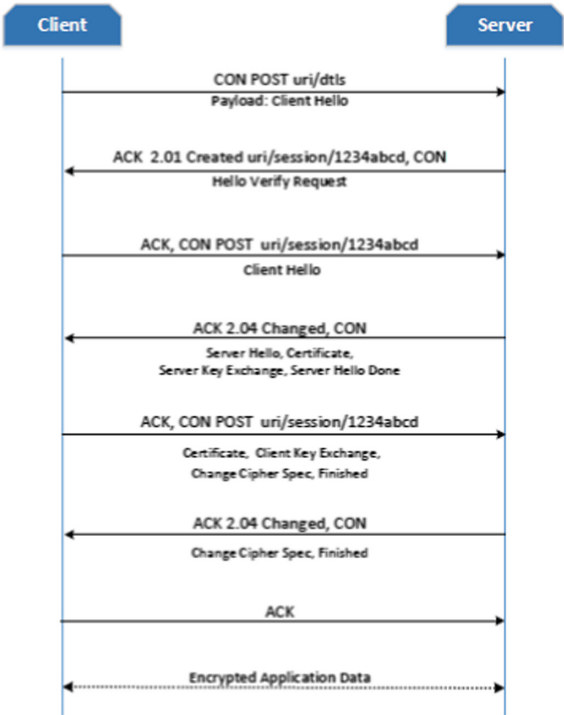 Client
Server
CON POST uri/dtls
Payload: Client Hello
ACK 2.01 Created uri/session/1234abcd, CON
Hello Verify Request
ACK, CON POST uri/session/1234abcd
Client Hello
ACK 2.04 Changed, CON
Server Hello, Certificate,
Server Key Exchange, Server Hello Done
ACK, CON POST uri/session/1234abcd
Certificate, Client Key Exchange,
Change Cipher Spec, Finished
ACK 2.04 Changed, CON
Change Cipher Spec, Finished
ACK
Encrypted Application Data